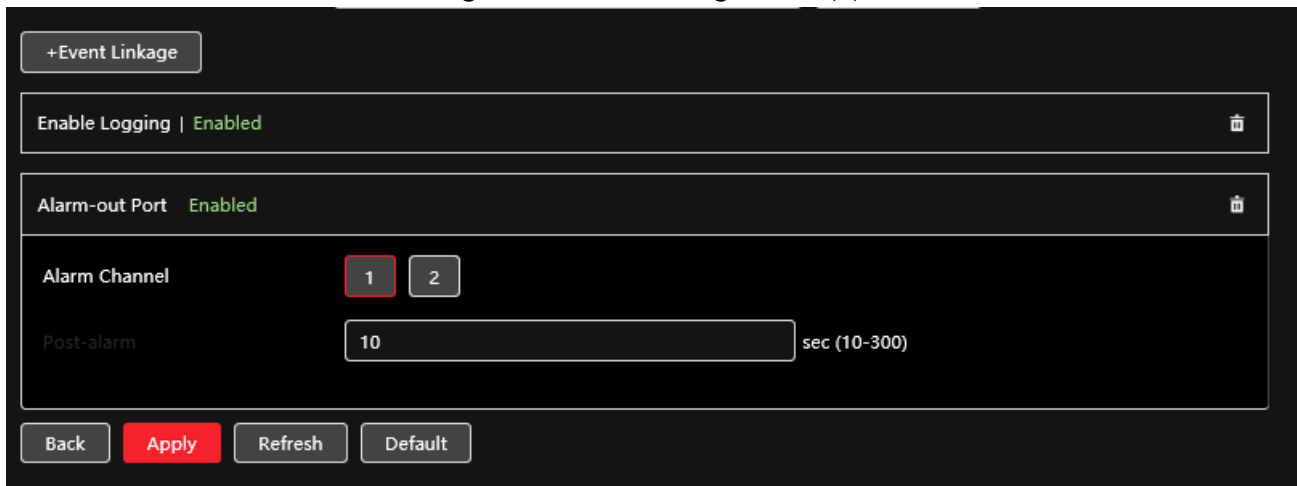 +Event Linkage
Enable Logging | Enabled
Alarm-out Port Enabled
Alarm Channel 1 2
Post-alarm 10 sec (10-300)
Back Apply Refresh Default